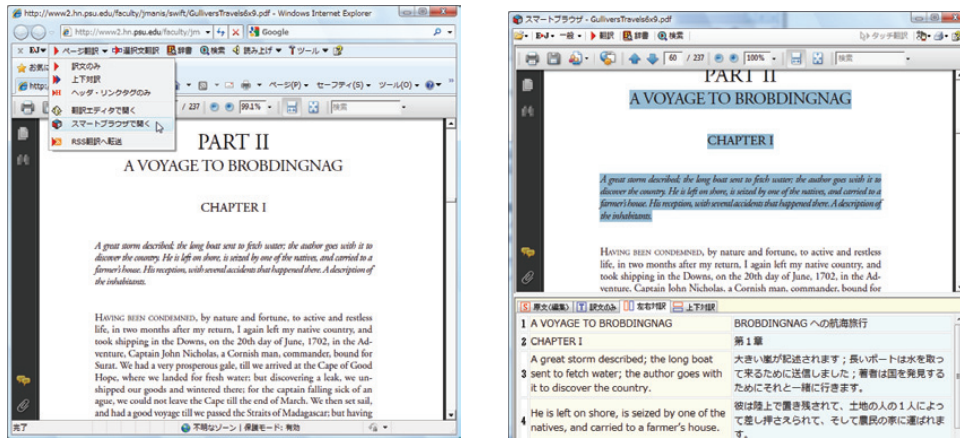 http://www2.hn.psu.edu/faculty/jmanis/swift/GulliversTravels6x9.pdf - Windows Internet Explorer
http://www2.hn.psu.edu/faculty/jm
Google
EJ ページ翻訳 選択文翻訳 辞書 検索 読み上げ ツール
お気に
訳文のみ
上下対訳
ヘッダ・リンクタグのみ
翻訳エディタで開く
スマートブラウザで開く
RSS翻訳へ転送
http:
ページ(P) セーフティ(S) ツール(O)
/ 237 99.1% 検索
PART II
A VOYAGE TO BROBDINGNAG
CHAPTER I
A great storm described; the long boat sent to fetch water; the author goes with it to
discover the country. He is left on shore, is seized by one of the natives, and carried to a
farmer's house. His reception, with several accidents that happened there. A description of
the inhabitants.
HAVING BEEN CONDEMNED, by nature and fortune, to active and restless
life, in two months after my return, I again left my native country, and
took shipping in the Downs, on the 20th day of June, 1702, in the Ad-
venture, Captain John Nicholas, a Cornish man, commander, bound for
Surat. We had a very prosperous gale, till we arrived at the Cape of Good
Hope, where we landed for fresh water; but discovering a leak, we un-
shipped our goods and wintered there; for the captain falling sick of an
ague, we could not leave the Cape till the end of March. We then set sail,
and had a good voyage till we passed the Straits of Madagascar; but having
完了
不明なゾーン | 保護モード: 有効
スマートブラウザ - GulliversTravels6x9.pdf
EJ 一般 翻訳 辞書 検索
タッチ翻訳
60 / 237 100% 検索
PART II
A VOYAGE TO BROBDINGNAG
CHAPTER I
A great storm described; the long boat sent to fetch water; the author goes with it to
discover the country. He is left on shore, is seized by one of the natives, and carried to a
farmer's house. His reception, with several accidents that happened there. A description of
the inhabitants.
HAVING BEEN CONDEMNED, by nature and fortune, to active and restless
life, in two months after my return, I again left my native country, and
took shipping in the Downs, on the 20th day of June, 1702, in the Ad-
venture, Captain John Nicholas, a Cornish man, commander, bound for
S 原文(編集) T 訳文のみ 左右対訳 上下対訳
1 A VOYAGE TO BROBDINGNAG BROBDINGNAG への航海旅行
2 CHAPTER I 第1章
A great storm described; the long boat 大きい嵐が記述されます；長いボートは水を取っ
3 sent to fetch water; the author goes with て来るために送信しました；著者は国を発見する
it to discover the country. ためにそれと一緒に行きます。
4 He is left on shore, is seized by one of the 彼は陸上で置き残されて、土地の人の1人によっ
natives, and carried to a farmer's house. て差し押さえられて、そして農民の家に運ばれま
す。